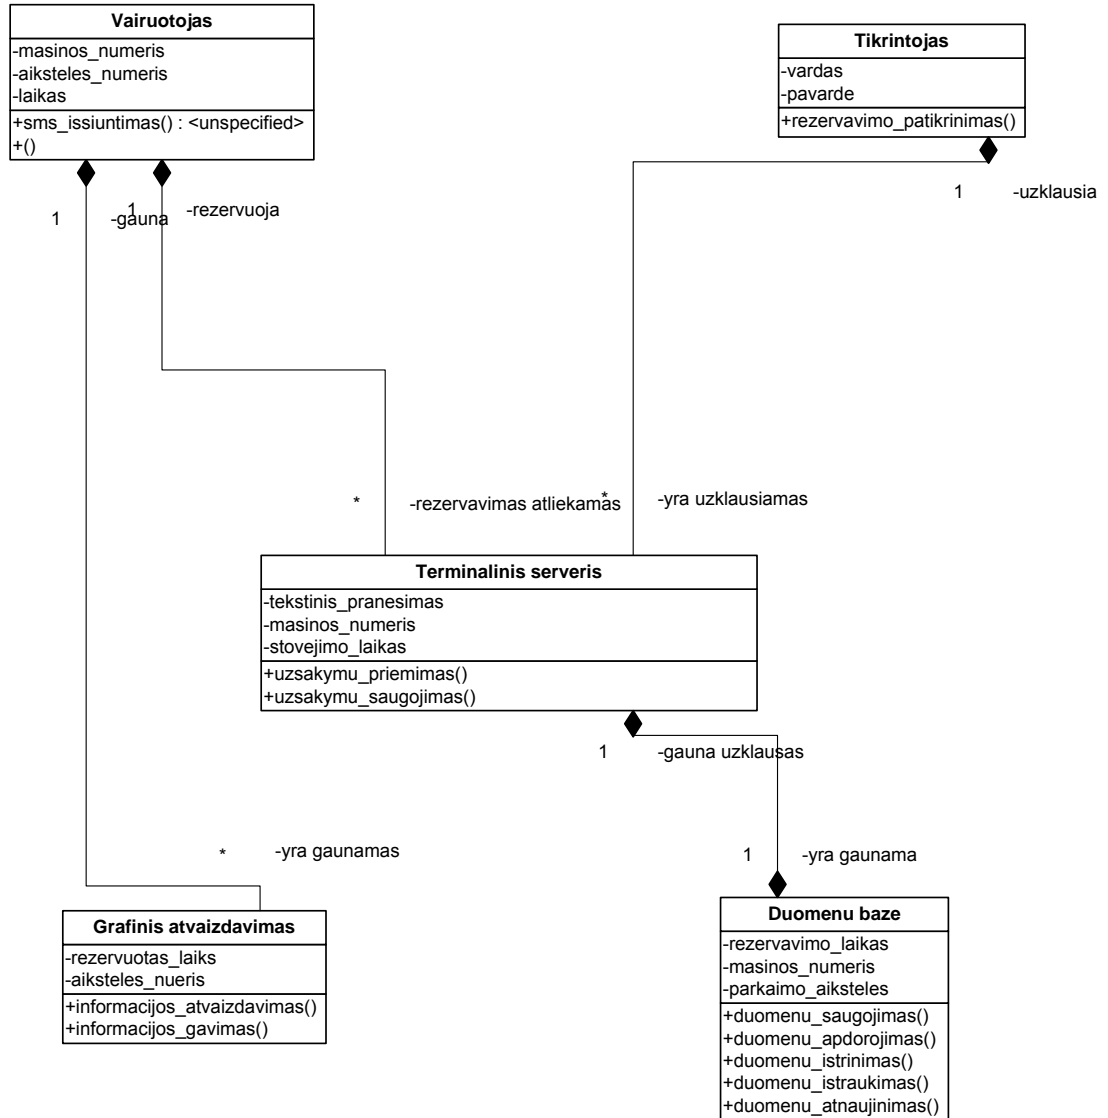 Vairuotojas
-masinos_numeris
-aiksteles_numeris
-laikas
+sms_issiuntimas() : <unspecified>
+()
Tikrintojas
-vardas
-pavarde
+rezervavimo_patikrinimas()
1
-gauna
1
-rezervuoja
1
-uzklausia
*
-rezervavimas atliekamas
*
-yra uzklausiamas
Terminalinis serveris
-tekstinis_pranesimas
-masinos_numeris
-stovejimo_laikas
+uzsakymu_priemimas()
+uzsakymu_saugojimas()
1
-gauna uzklausas
*
-yra gaunamas
1
-yra gaunama
Grafinis atvaizdavimas
-rezervuotas_laiks
-aiksteles_nueris
+informacijos_atvaizdavimas()
+informacijos_gavimas()
Duomenu baze
-rezervavimo_laikas
-masinos_numeris
-parkaimo_aiksteles
+duomenu_saugojimas()
+duomenu_apdorojimas()
+duomenu_istrinimas()
+duomenu_istraukimas()
+duomenu_atnaujinimas()